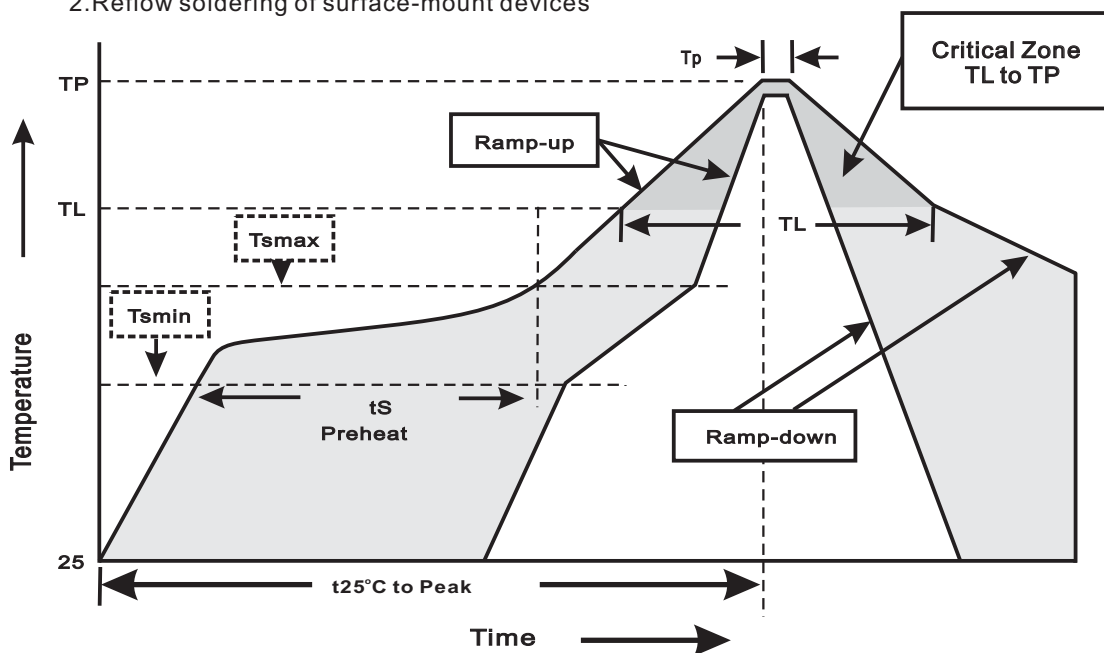 2.Reflow soldering of surface-mount devices
Tp
Critical Zone
TL to TP
TP
Ramp-up
TL
TL
Tsmax
Tsmin
Temperature
tS
Preheat
Ramp-down
25
t25°C to Peak
Time